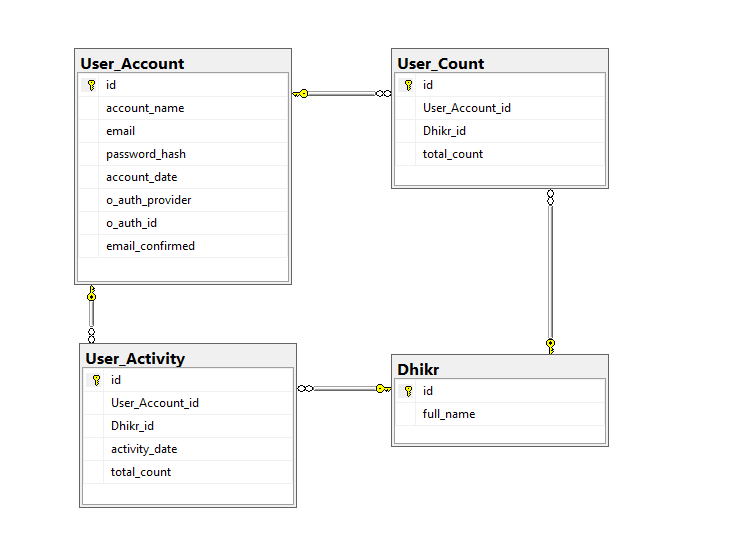 User_Account
id
account_name
email
password_hash
account_date
o_auth_provider
o_auth_id
email_confirmed
User_Count
id
User_Account_id
Dhikr_id
total_count
User_Activity
id
User_Account_id
Dhikr_id
activity_date
total_count
Dhikr
id
full_name